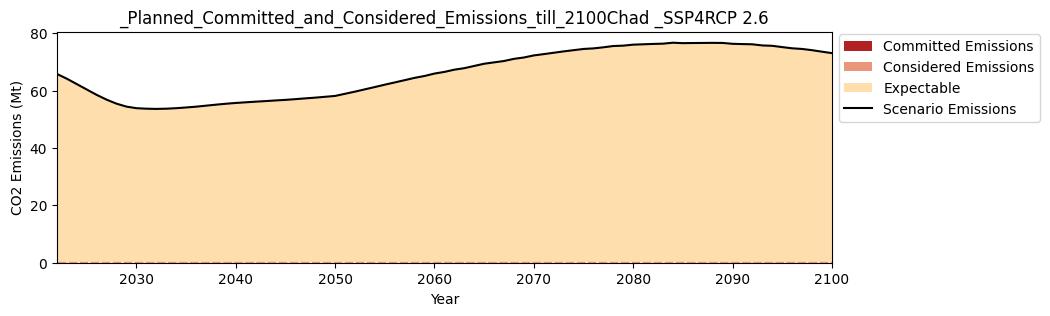 _Planned_Committed_and_Considered_Emissions_till_2100Chad _SSP4RCP 2.6
80
60
40
20
0
CO2 Emissions (Mt)
2030 2040 2050 2060 2070 2080 2090 2100
Year
Committed Emissions
Considered Emissions
Expectable
Scenario Emissions